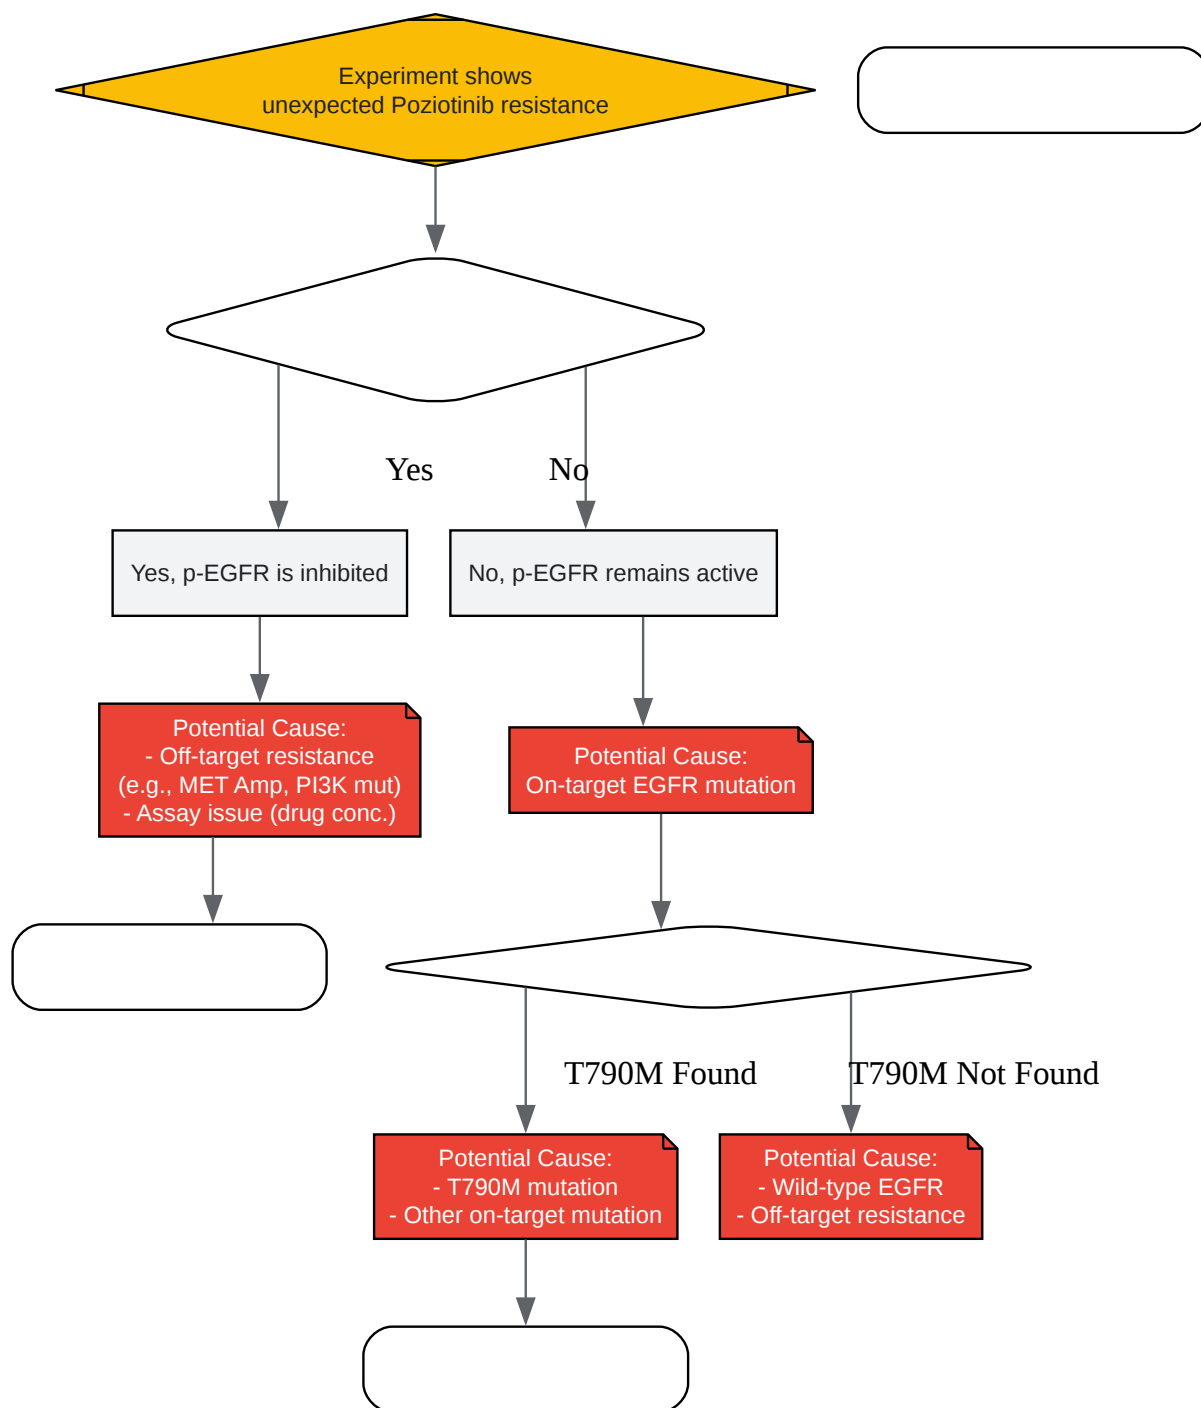 Experiment shows
unexpected Poziotinib resistance
Yes
No
Yes, p-EGFR is inhibited
No, p-EGFR remains active
Potential Cause:
- Off-target resistance
(e.g., MET Amp, PI3K mut)
- Assay issue (drug conc.)
Potential Cause:
On-target EGFR mutation
T790M Found
T790M Not Found
Potential Cause:
- T790M mutation
- Other on-target mutation
Potential Cause:
- Wild-type EGFR
- Off-target resistance